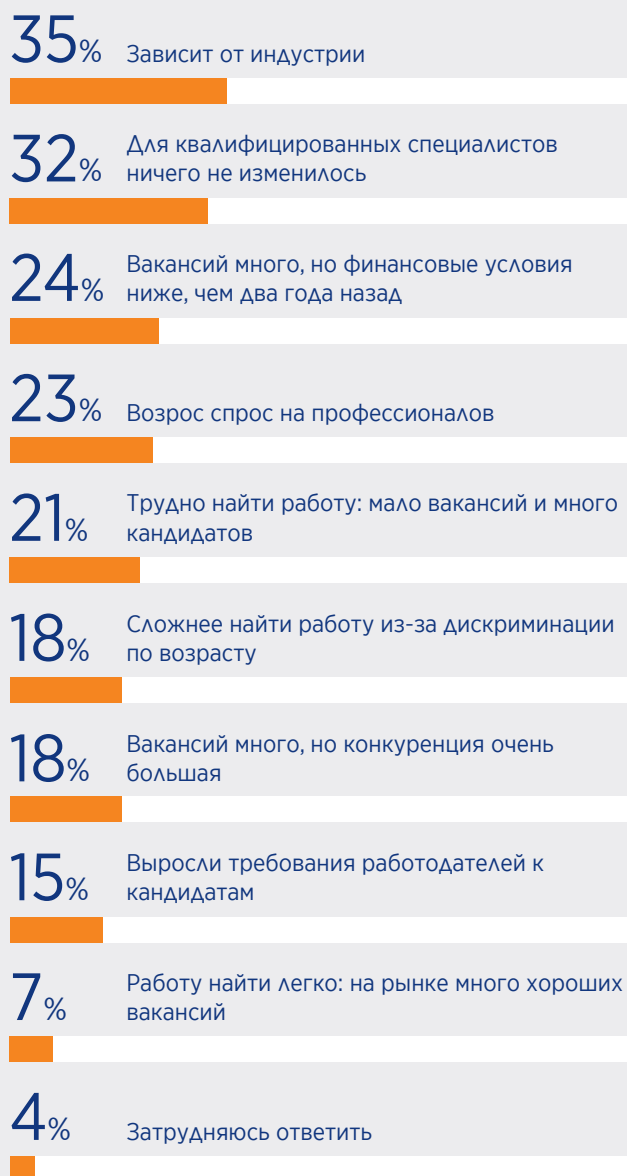 35% Зависит от индустрии
32% Для квалифицированных специалистов
ничего не изменилось
24% Вакансий много, но финансовые условия
ниже, чем два года назад
23% Возрос спрос на профессионалов
21% Трудно найти работу: мало вакансий и много
кандидатов
18% Сложнее найти работу из-за дискриминации
по возрасту
18% Вакансий много, но конкуренция очень
большая
15% Выросли требования работодателей к
кандидатам
7% Работу найти легко: на рынке много хороших
вакансий
4% Затрудняюсь ответить